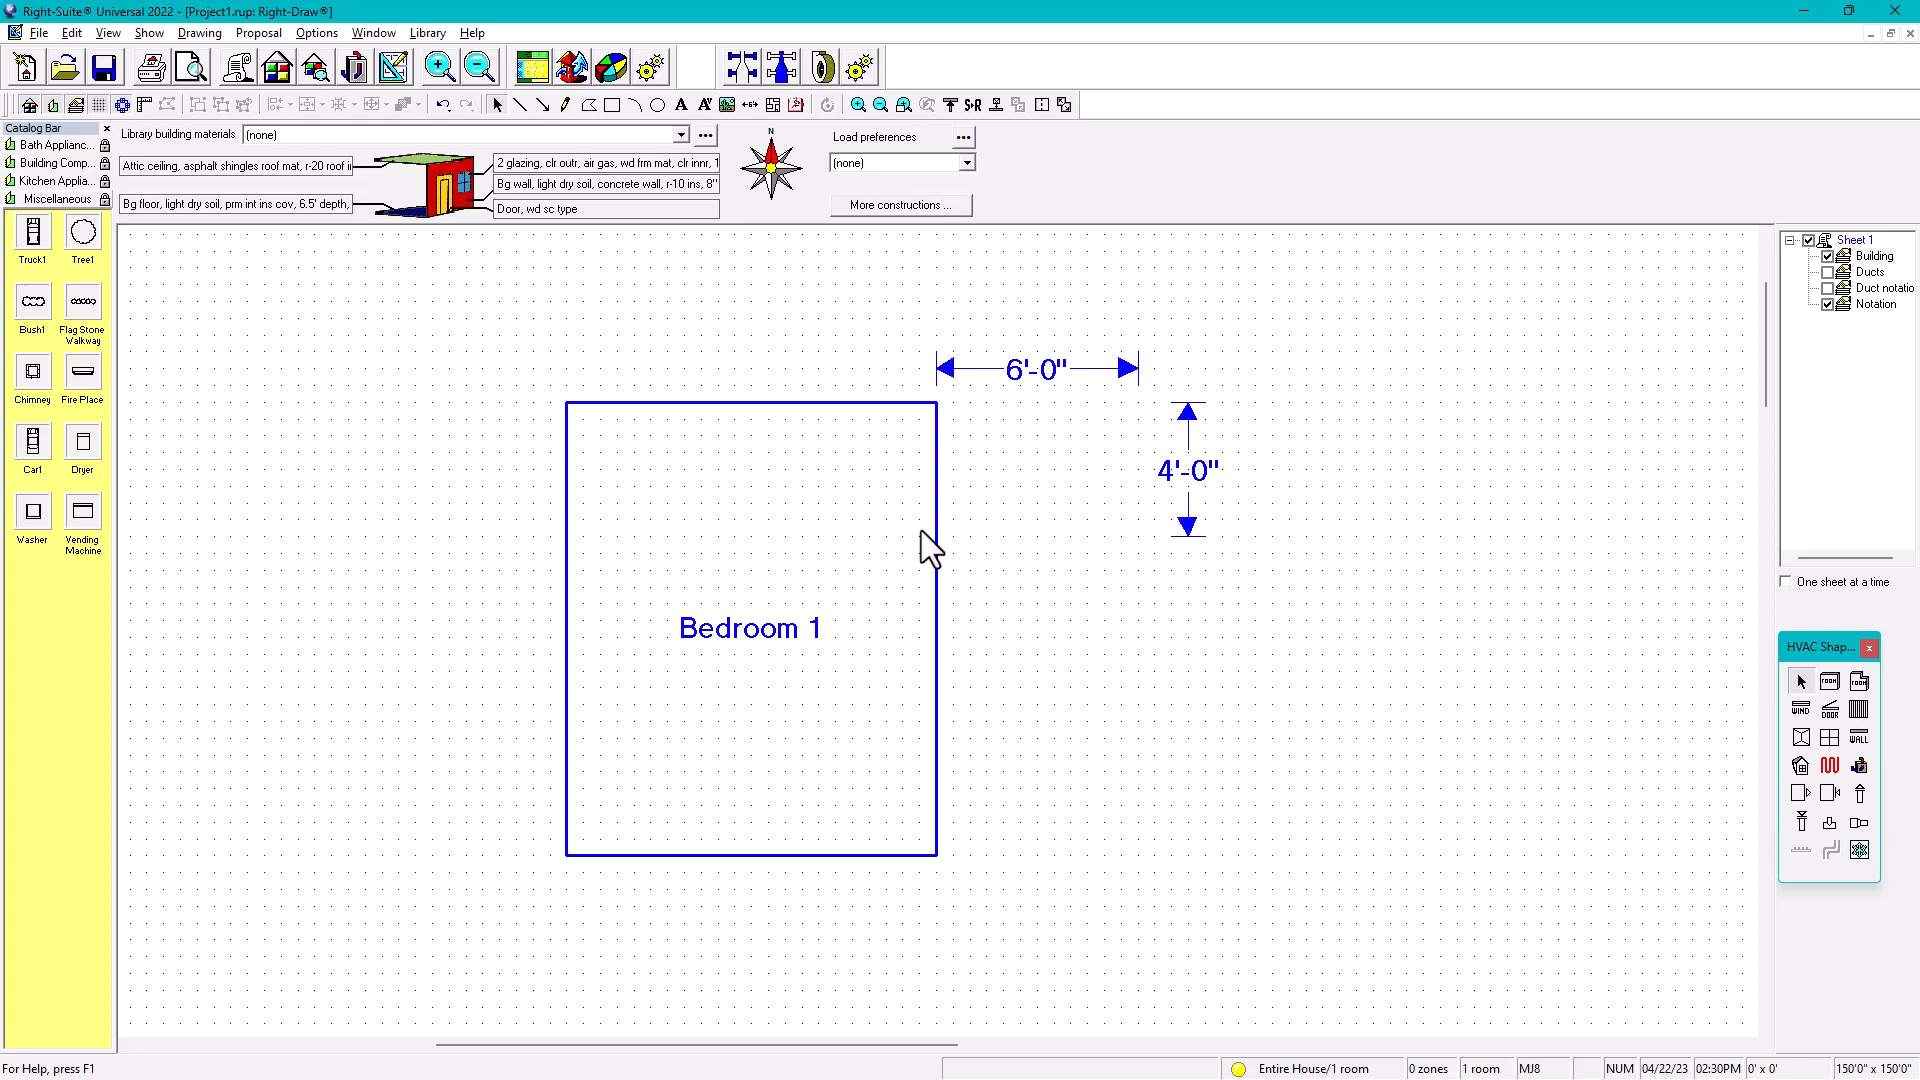 Right-Suite® Universal 2022 - [Project1.rup: Right-Draw®]
File Edit View Show Drawing Proposal Options Window Library Help
S•R
Catalog Bar
Bath Applianc...
Building Comp...
Kitchen Applia...
Miscellaneous
Library building materials (none)
Attic ceiling, asphalt shingles roof mat, r-20 roof i
Bg floor, light dry soil, prm int ins cov, 6.5' depth,
2 glazing, clr outr, air gas, wd frm mat, clr innr, 1
Bg wall, light dry soil, concrete wall, r-10 ins, 8"
Door, wd sc type
N
Load preferences
(none)
More constructions ...
Truck1 Tree1
Bush1 Flag Stone Walkway
Chimney Fire Place
Car1 Dryer
Washer Vending Machine
6'-0"
4'-0"
Bedroom 1
Sheet 1
Building
Ducts
Duct notatio
Notation
One sheet at a time
HVAC Shap...
ROOM ROOM
WIND DOOR
WALL
For Help, press F1
Entire House/1 room 0 zones 1 room MJ8 NUM 04/22/23 02:30PM 0' x 0' 150'0" x 150'0"